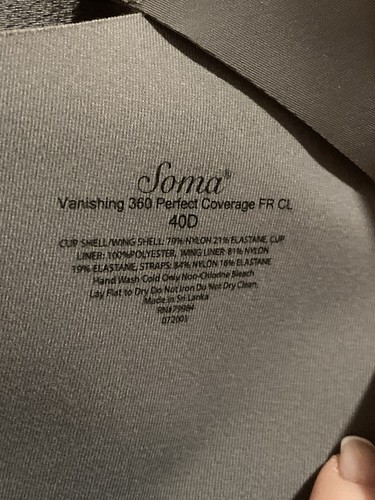 Soma®
Vanishing 360 Perfect Coverage FR CL
40D
CUP SHELL/WING SHELL: 79% NYLON 21% ELASTANE, CUP
LINER: 100%POLYESTER, WING LINER: 81% NYLON
19% ELASTANE, STRAPS: 84% NYLON 16% ELASTANE
Hand Wash Cold Only Non-Chlorine Bleach
Lay Flat to Dry Do Not Iron Do Not Dry Clean,
Made in Sri Lanka
RN#79984
072001